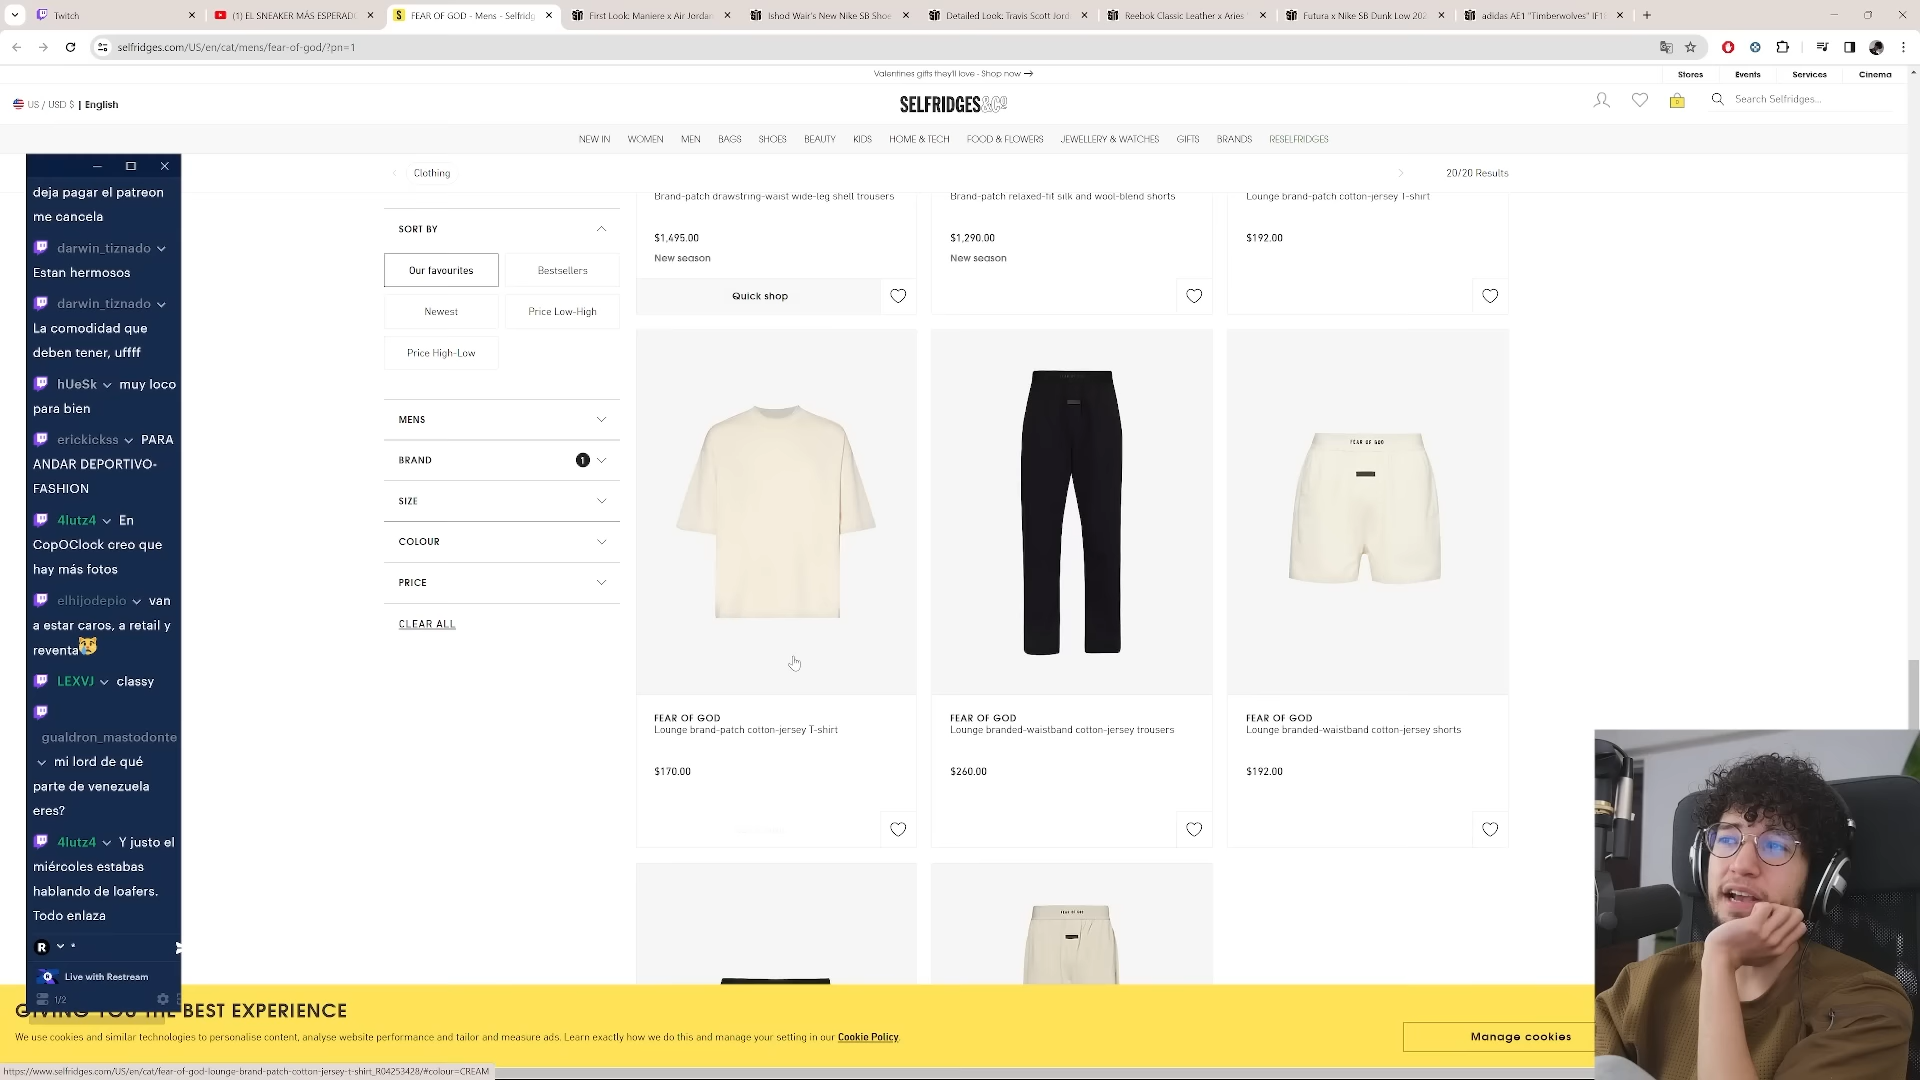 Twitch
(1) EL SNEAKER MÁS ESPERAD
FEAR OF GOD - Mens - Selfridg
First Look: Maniere x Air Jordan
Ishod Wair's New Nike SB Shoe
Detailed Look: Travis Scott Jord
Reebok Classic Leather x Aries
Futura x Nike SB Dunk Low 202
adidas AE1 "Timberwolves" IF1
selfridges.com/US/en/cat/mens/fear-of-god/?pn=1
Valentines gifts they'll love - Shop now →
Stores
Events
Services
Cinema
US / USD $ | English
SELFRIDGES&Co
Search Selfridges...
NEW IN
WOMEN
MEN
BAGS
SHOES
BEAUTY
KIDS
HOME & TECH
FOOD & FLOWERS
JEWELLERY & WATCHES
GIFTS
BRANDS
RESELFRIDGES
Clothing
20/20 Results
deja pagar el patreon
me cancela
darwin_tiznado
Estan hermosos
darwin_tiznado
La comodidad que
deben tener, uffff
hUeSk muy loco
para bien
erickickss PARA
ANDAR DEPORTIVO-
FASHION
4lutz4 En
CopOClock creo que
hay más fotos
elhijodepio van
a estar caros, a retail y
reventa😿
LEXVJ classy
gualdron_mastodonte
mi lord de qué
parte de venezuela
eres?
4lutz4 Y justo el
miércoles estabas
hablando de loafers.
Todo enlaza
R *
Live with Restream
1/2
SORT BY
Our favourites
Bestsellers
Newest
Price Low-High
Price High-Low
MENS
BRAND 1
SIZE
COLOUR
PRICE
CLEAR ALL
Brand-patch drawstring-waist wide-leg shell trousers
$1,495.00
New season
Quick shop
Brand-patch relaxed-fit silk and wool-blend shorts
$1,290.00
New season
Lounge brand-patch cotton-jersey T-shirt
$192.00
FEAR OF GOD
FEAR OF GOD
Lounge brand-patch cotton-jersey T-shirt
$170.00
FEAR OF GOD
Lounge branded-waistband cotton-jersey trousers
$260.00
FEAR OF GOD
Lounge branded-waistband cotton-jersey shorts
$192.00
FEAR OF GOD
GIVING YOU THE BEST EXPERIENCE
We use cookies and similar technologies to personalise content, analyse website performance and tailor and measure ads. Learn exactly how we do this and manage your setting in our Cookie Policy.
Manage cookies
https://www.selfridges.com/US/en/cat/fear-of-god-lounge-brand-patch-cotton-jersey-t-shirt_R04253428/#colour=CREAM